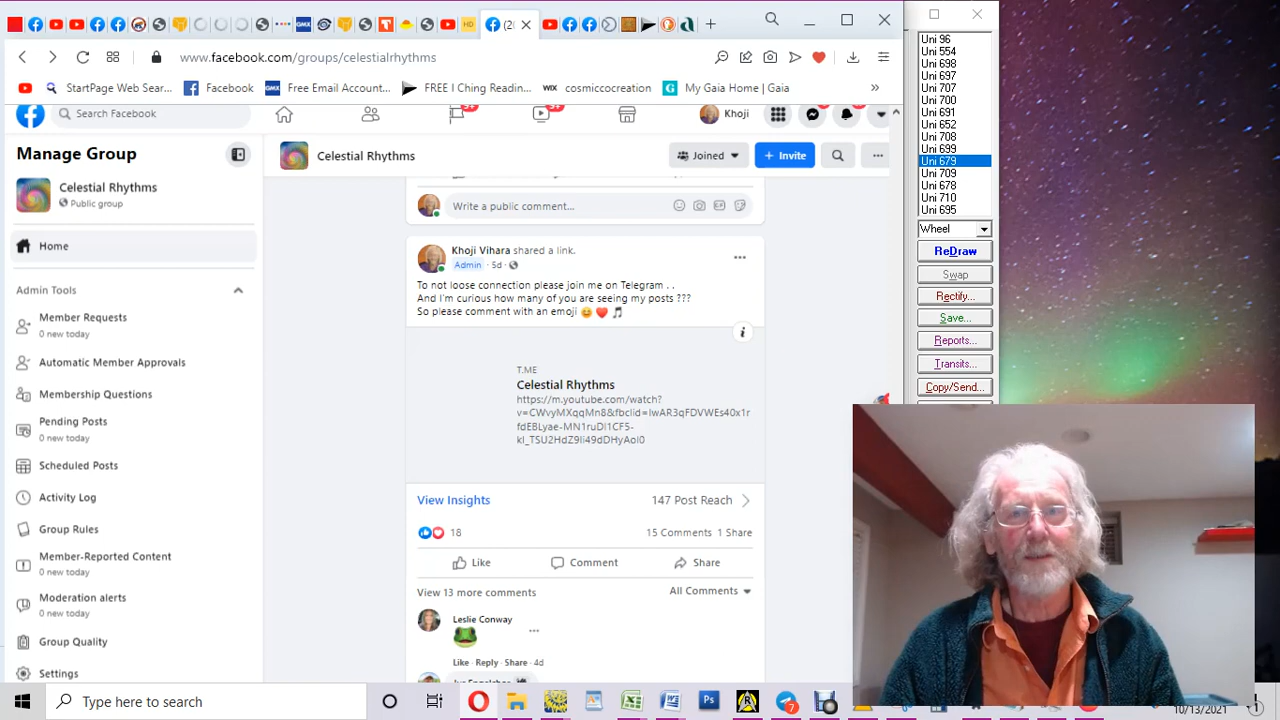 HD
(2
www.facebook.com/groups/celestialrhythms
StartPage Web Sear...
Facebook
Free Email Account...
FREE I Ching Reading...
WIX cosmiccocreation
My Gaia Home | Gaia
»
Search Facebook
9+
9+
Khoji
Manage Group
Celestial Rhythms
Public group
Home
Admin Tools
Member Requests
0 new today
Automatic Member Approvals
Membership Questions
Pending Posts
0 new today
Scheduled Posts
Activity Log
Group Rules
Member-Reported Content
0 new today
Moderation alerts
0 new today
Group Quality
Settings
Celestial Rhythms
Joined
+ Invite
Write a public comment...
Khoji Vihara shared a link.
Admin · 5d ·
To not loose connection please join me on Telegram . .
And I'm curious how many of you are seeing my posts ???
So please comment with an emoji 😄 ❤️ 🎵
T.ME
Celestial Rhythms
https://m.youtube.com/watch?
v=CWvyMXqqMn8&fbclid=IwAR3qFDVWEs40x1r
fdEBLyae-MN1ruDl1CF5-
kI_TSU2HdZ9Ii49dDHyAoI0
View Insights
147 Post Reach
18
15 Comments 1 Share
Like
Comment
Share
View 13 more comments
All Comments
Leslie Conway
Like · Reply · Share · 4d
Uni 96
Uni 554
Uni 698
Uni 697
Uni 707
Uni 700
Uni 691
Uni 652
Uni 708
Uni 699
Uni 679
Uni 709
Uni 678
Uni 710
Uni 695
Wheel
ReDraw
Swap
Rectify...
Save...
Reports...
Transits...
Copy/Send...
Type here to search
7
10/13/2021
1